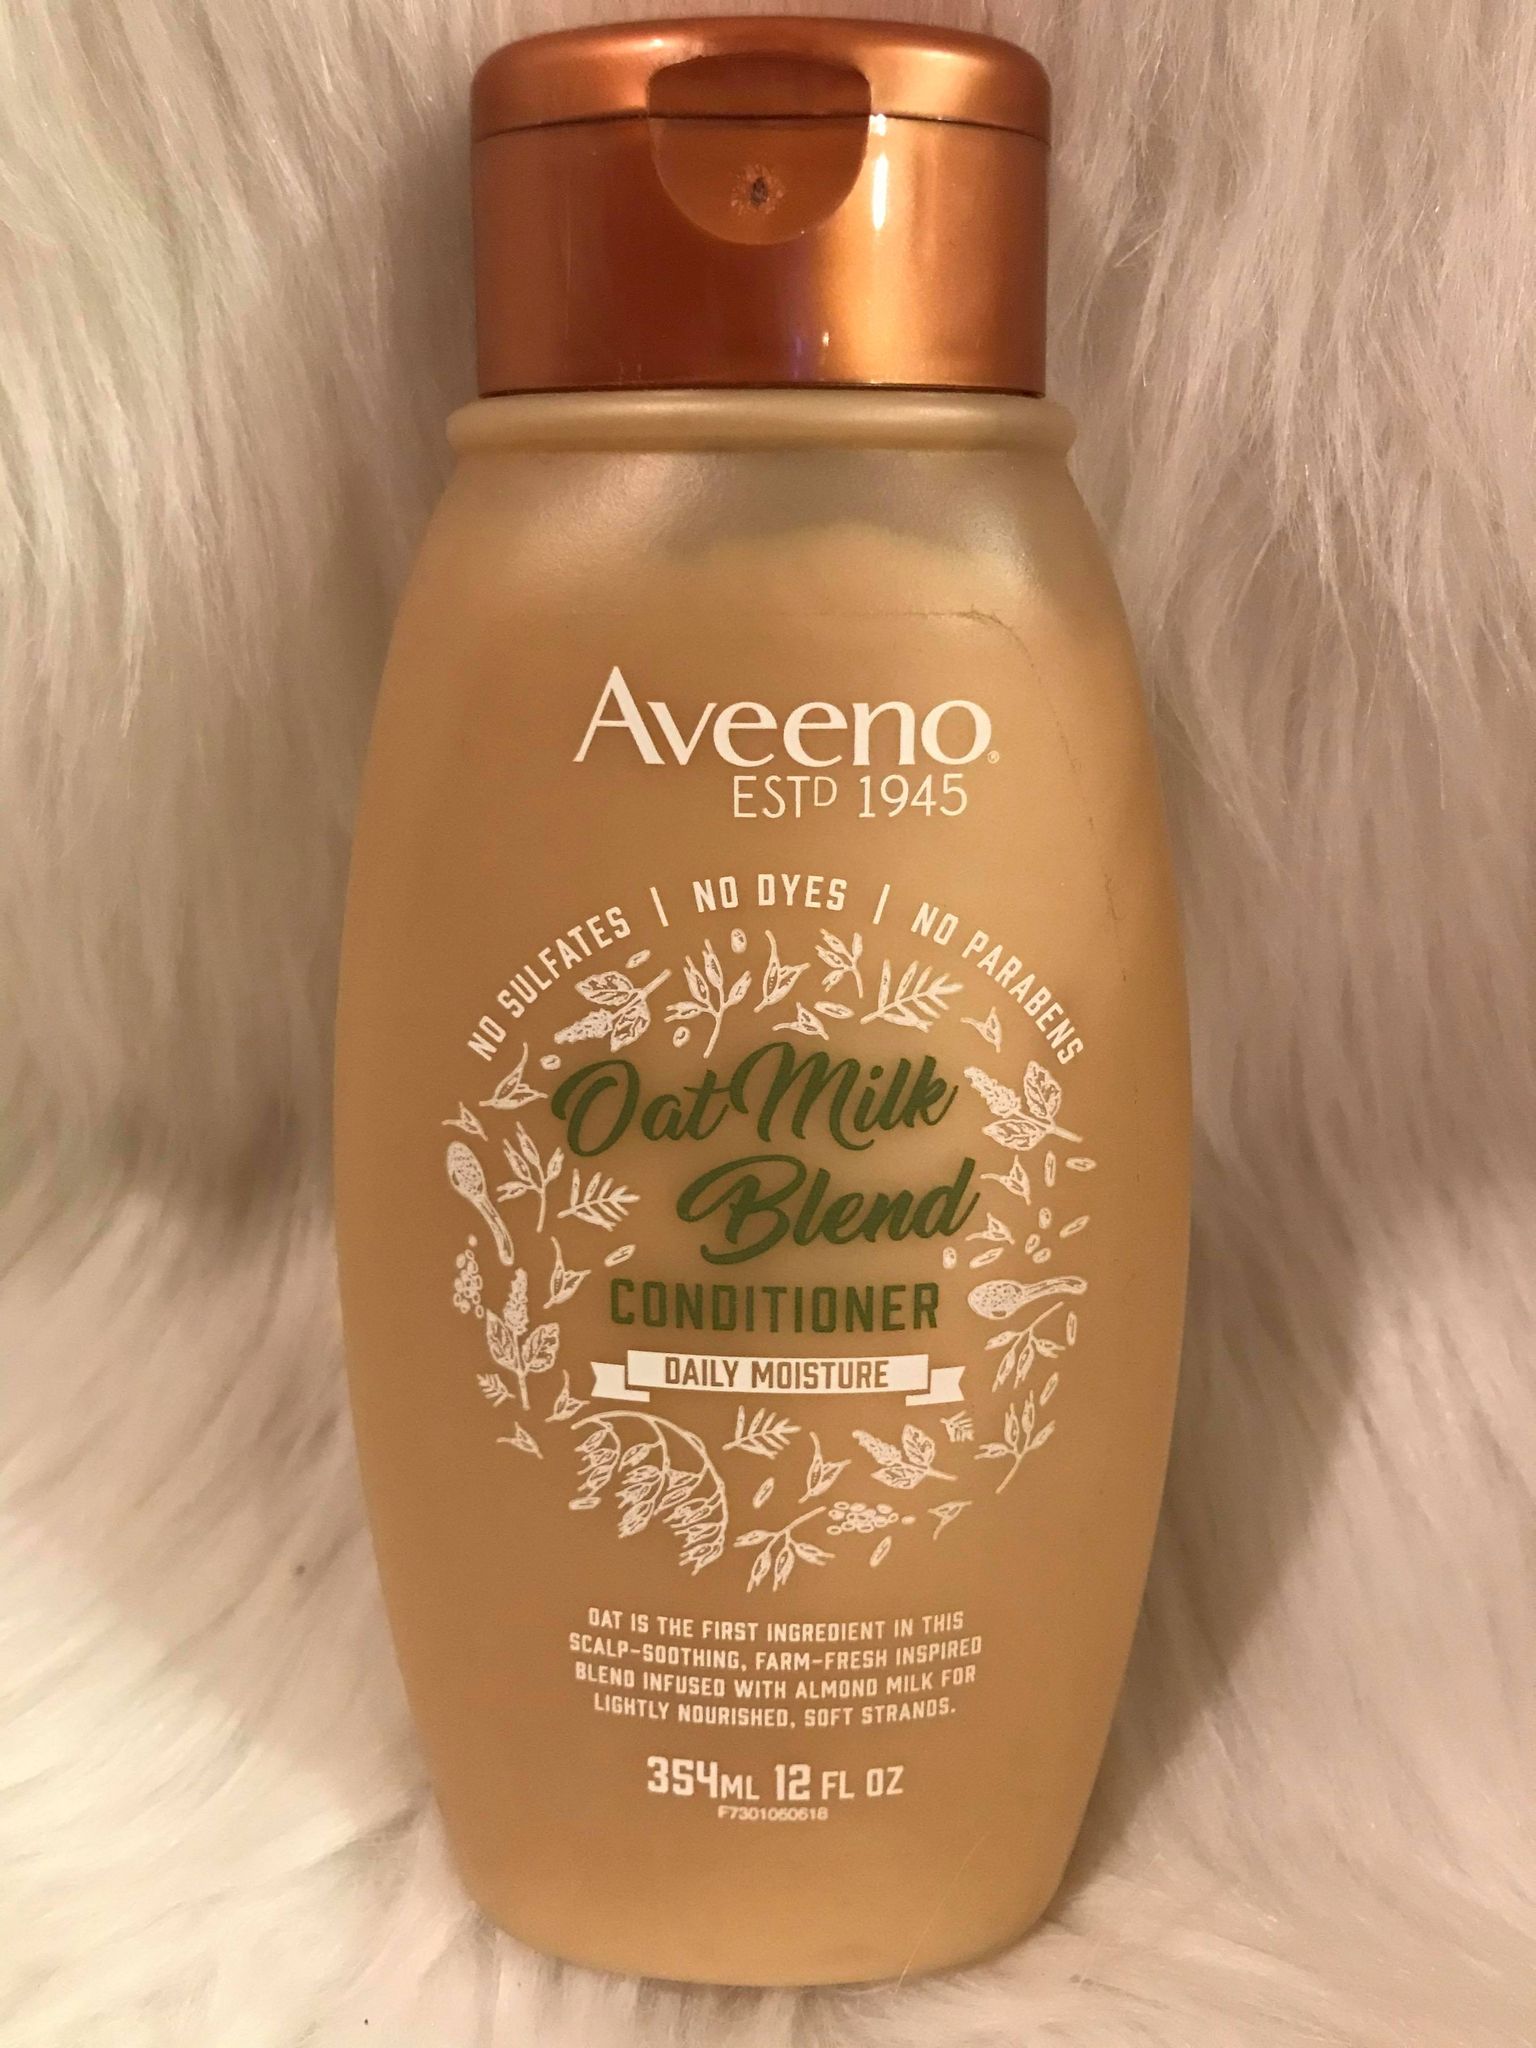 Aveeno®
ESTD 1945
NO SULFATES | NO DYES | NO PARABENS
Oat Milk
Blend
CONDITIONER
DAILY MOISTURE
OAT IS THE FIRST INGREDIENT IN THIS
SCALP-SOOTHING, FARM-FRESH INSPIRED
BLEND INFUSED WITH ALMOND MILK FOR
LIGHTLY NOURISHED, SOFT STRANDS.
354ML 12 FL OZ
F7301060618